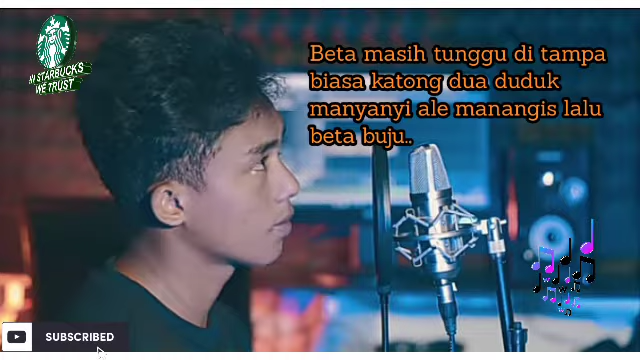 IN STARBUCKS
WE TRUST
Beta masih tunggu di tampa
biasa katong dua duduk
manyanyi ale manangis lalu
beta buju..
SUBSCRIBED